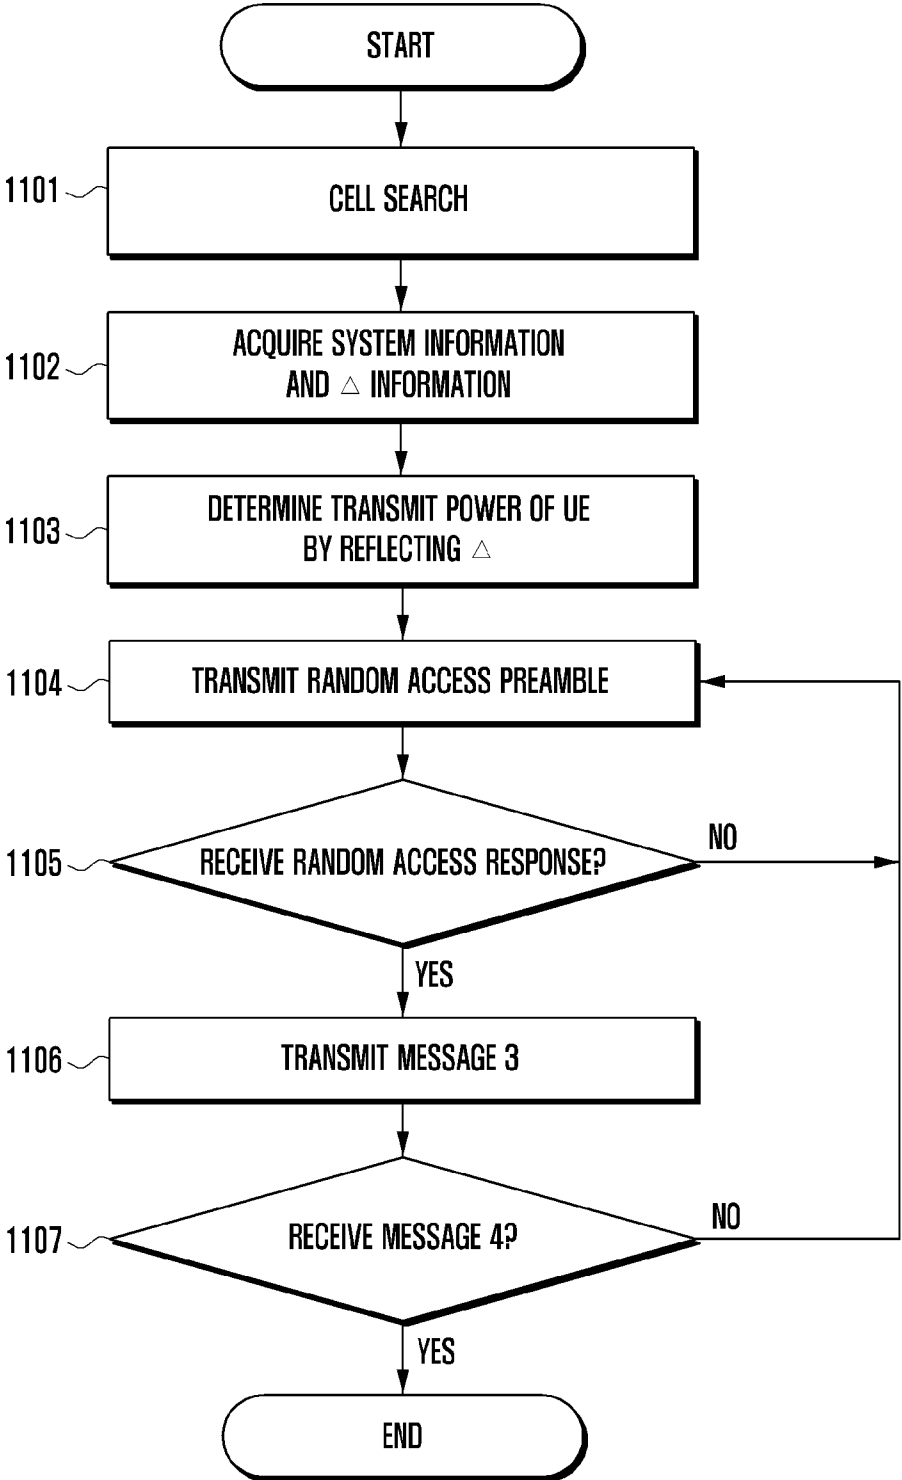 START
1101
CELL SEARCH
1102
ACQUIRE SYSTEM INFORMATION
AND △ INFORMATION
1103
DETERMINE TRANSMIT POWER OF UE
BY REFLECTING △
1104
TRANSMIT RANDOM ACCESS PREAMBLE
1105
RECEIVE RANDOM ACCESS RESPONSE?
NO
YES
1106
TRANSMIT MESSAGE 3
1107
RECEIVE MESSAGE 4?
NO
YES
END